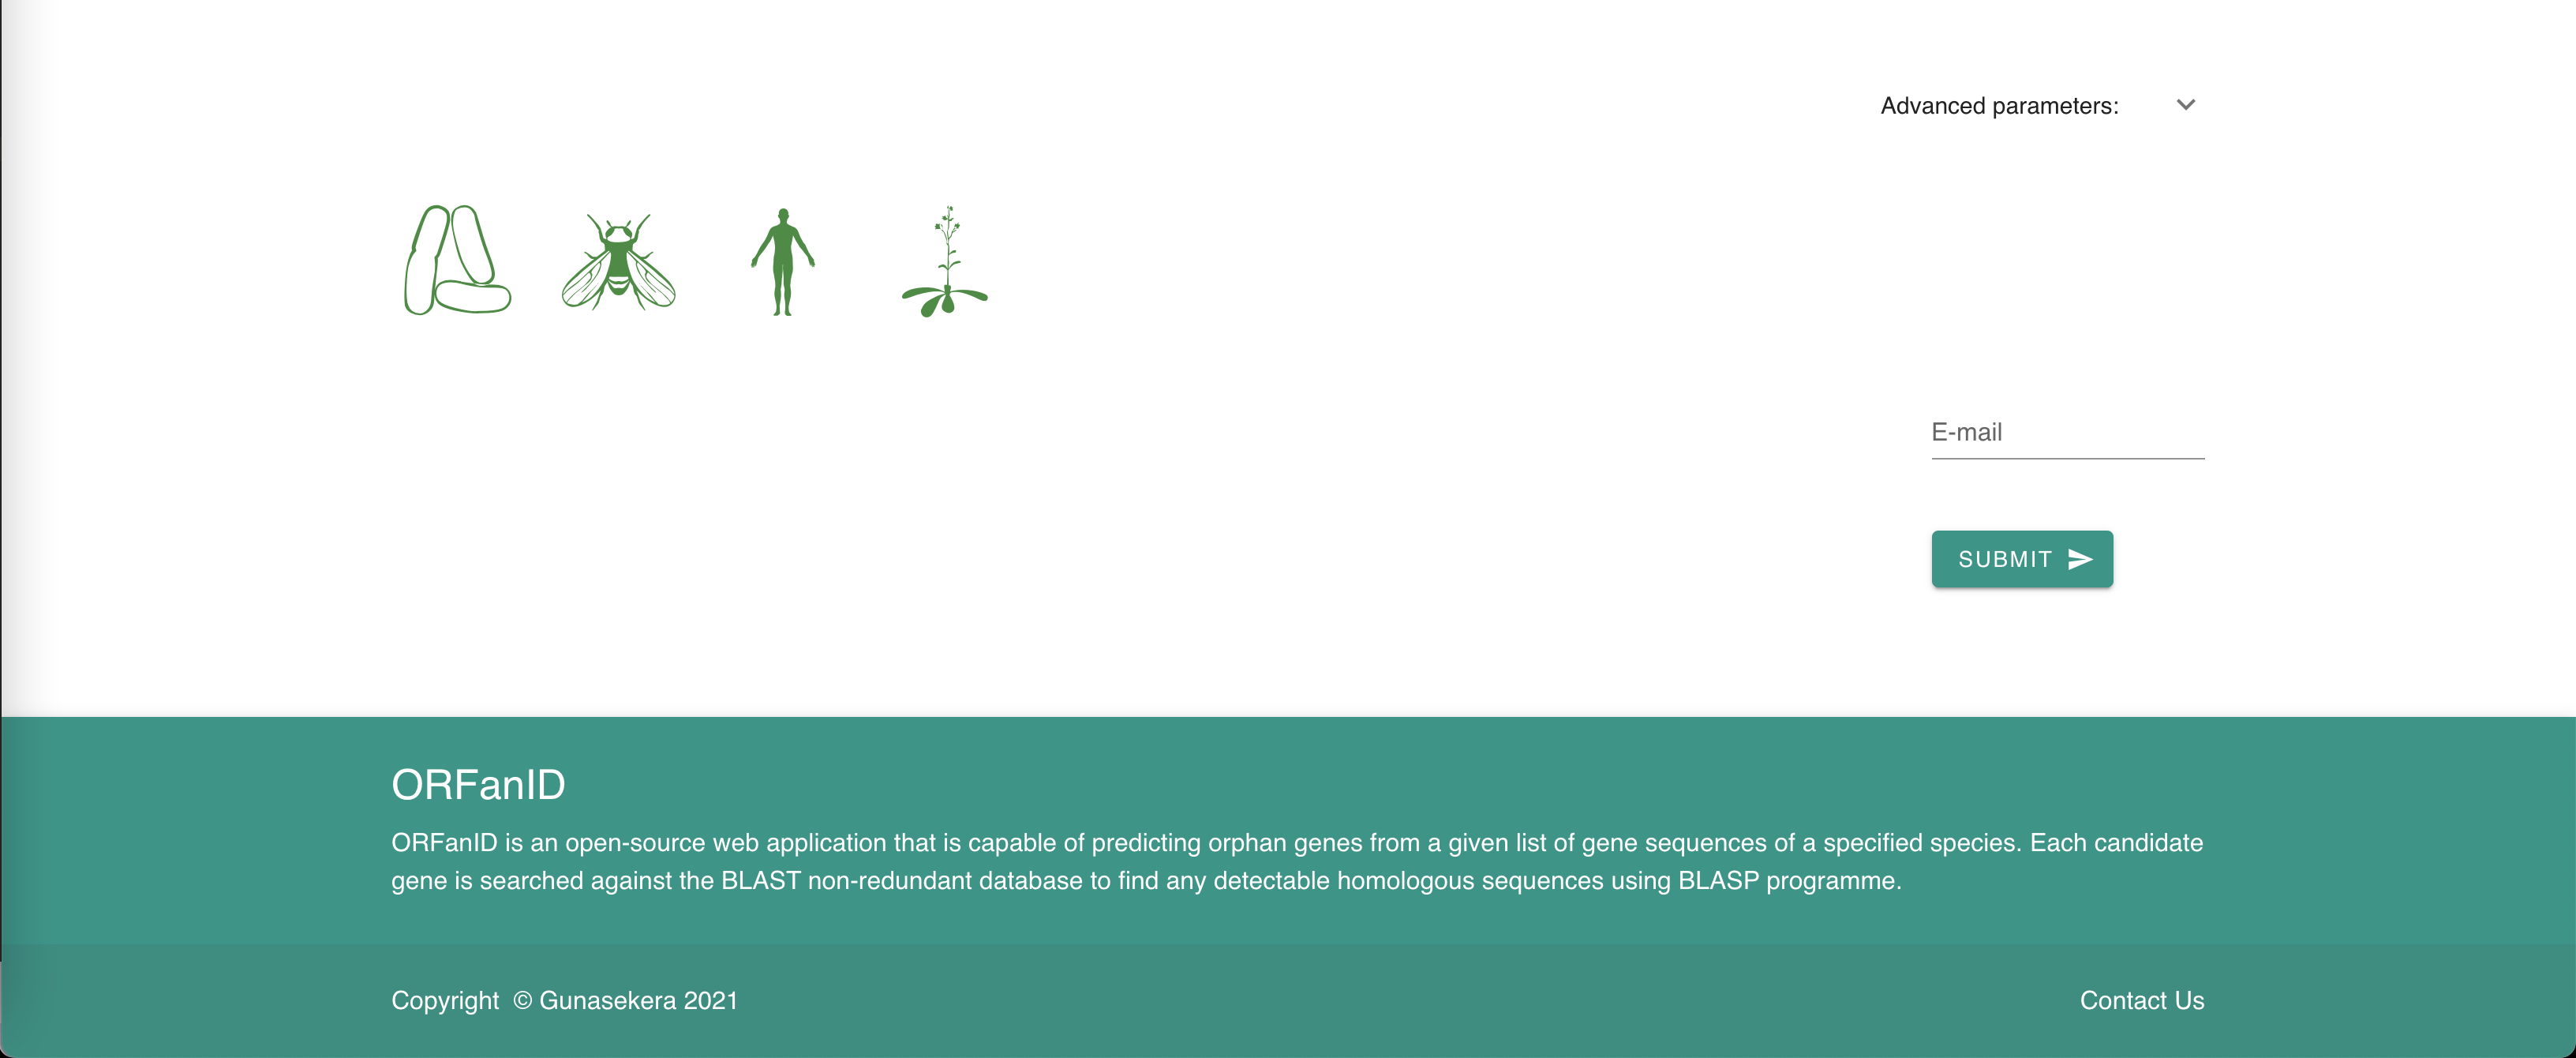 Advanced parameters:
E-mail
SUBMIT
ORFanID
ORFanID is an open-source web application that is capable of predicting orphan genes from a given list of gene sequences of a specified species. Each candidate
gene is searched against the BLAST non-redundant database to find any detectable homologous sequences using BLASP programme.
Copyright © Gunasekera 2021
Contact Us